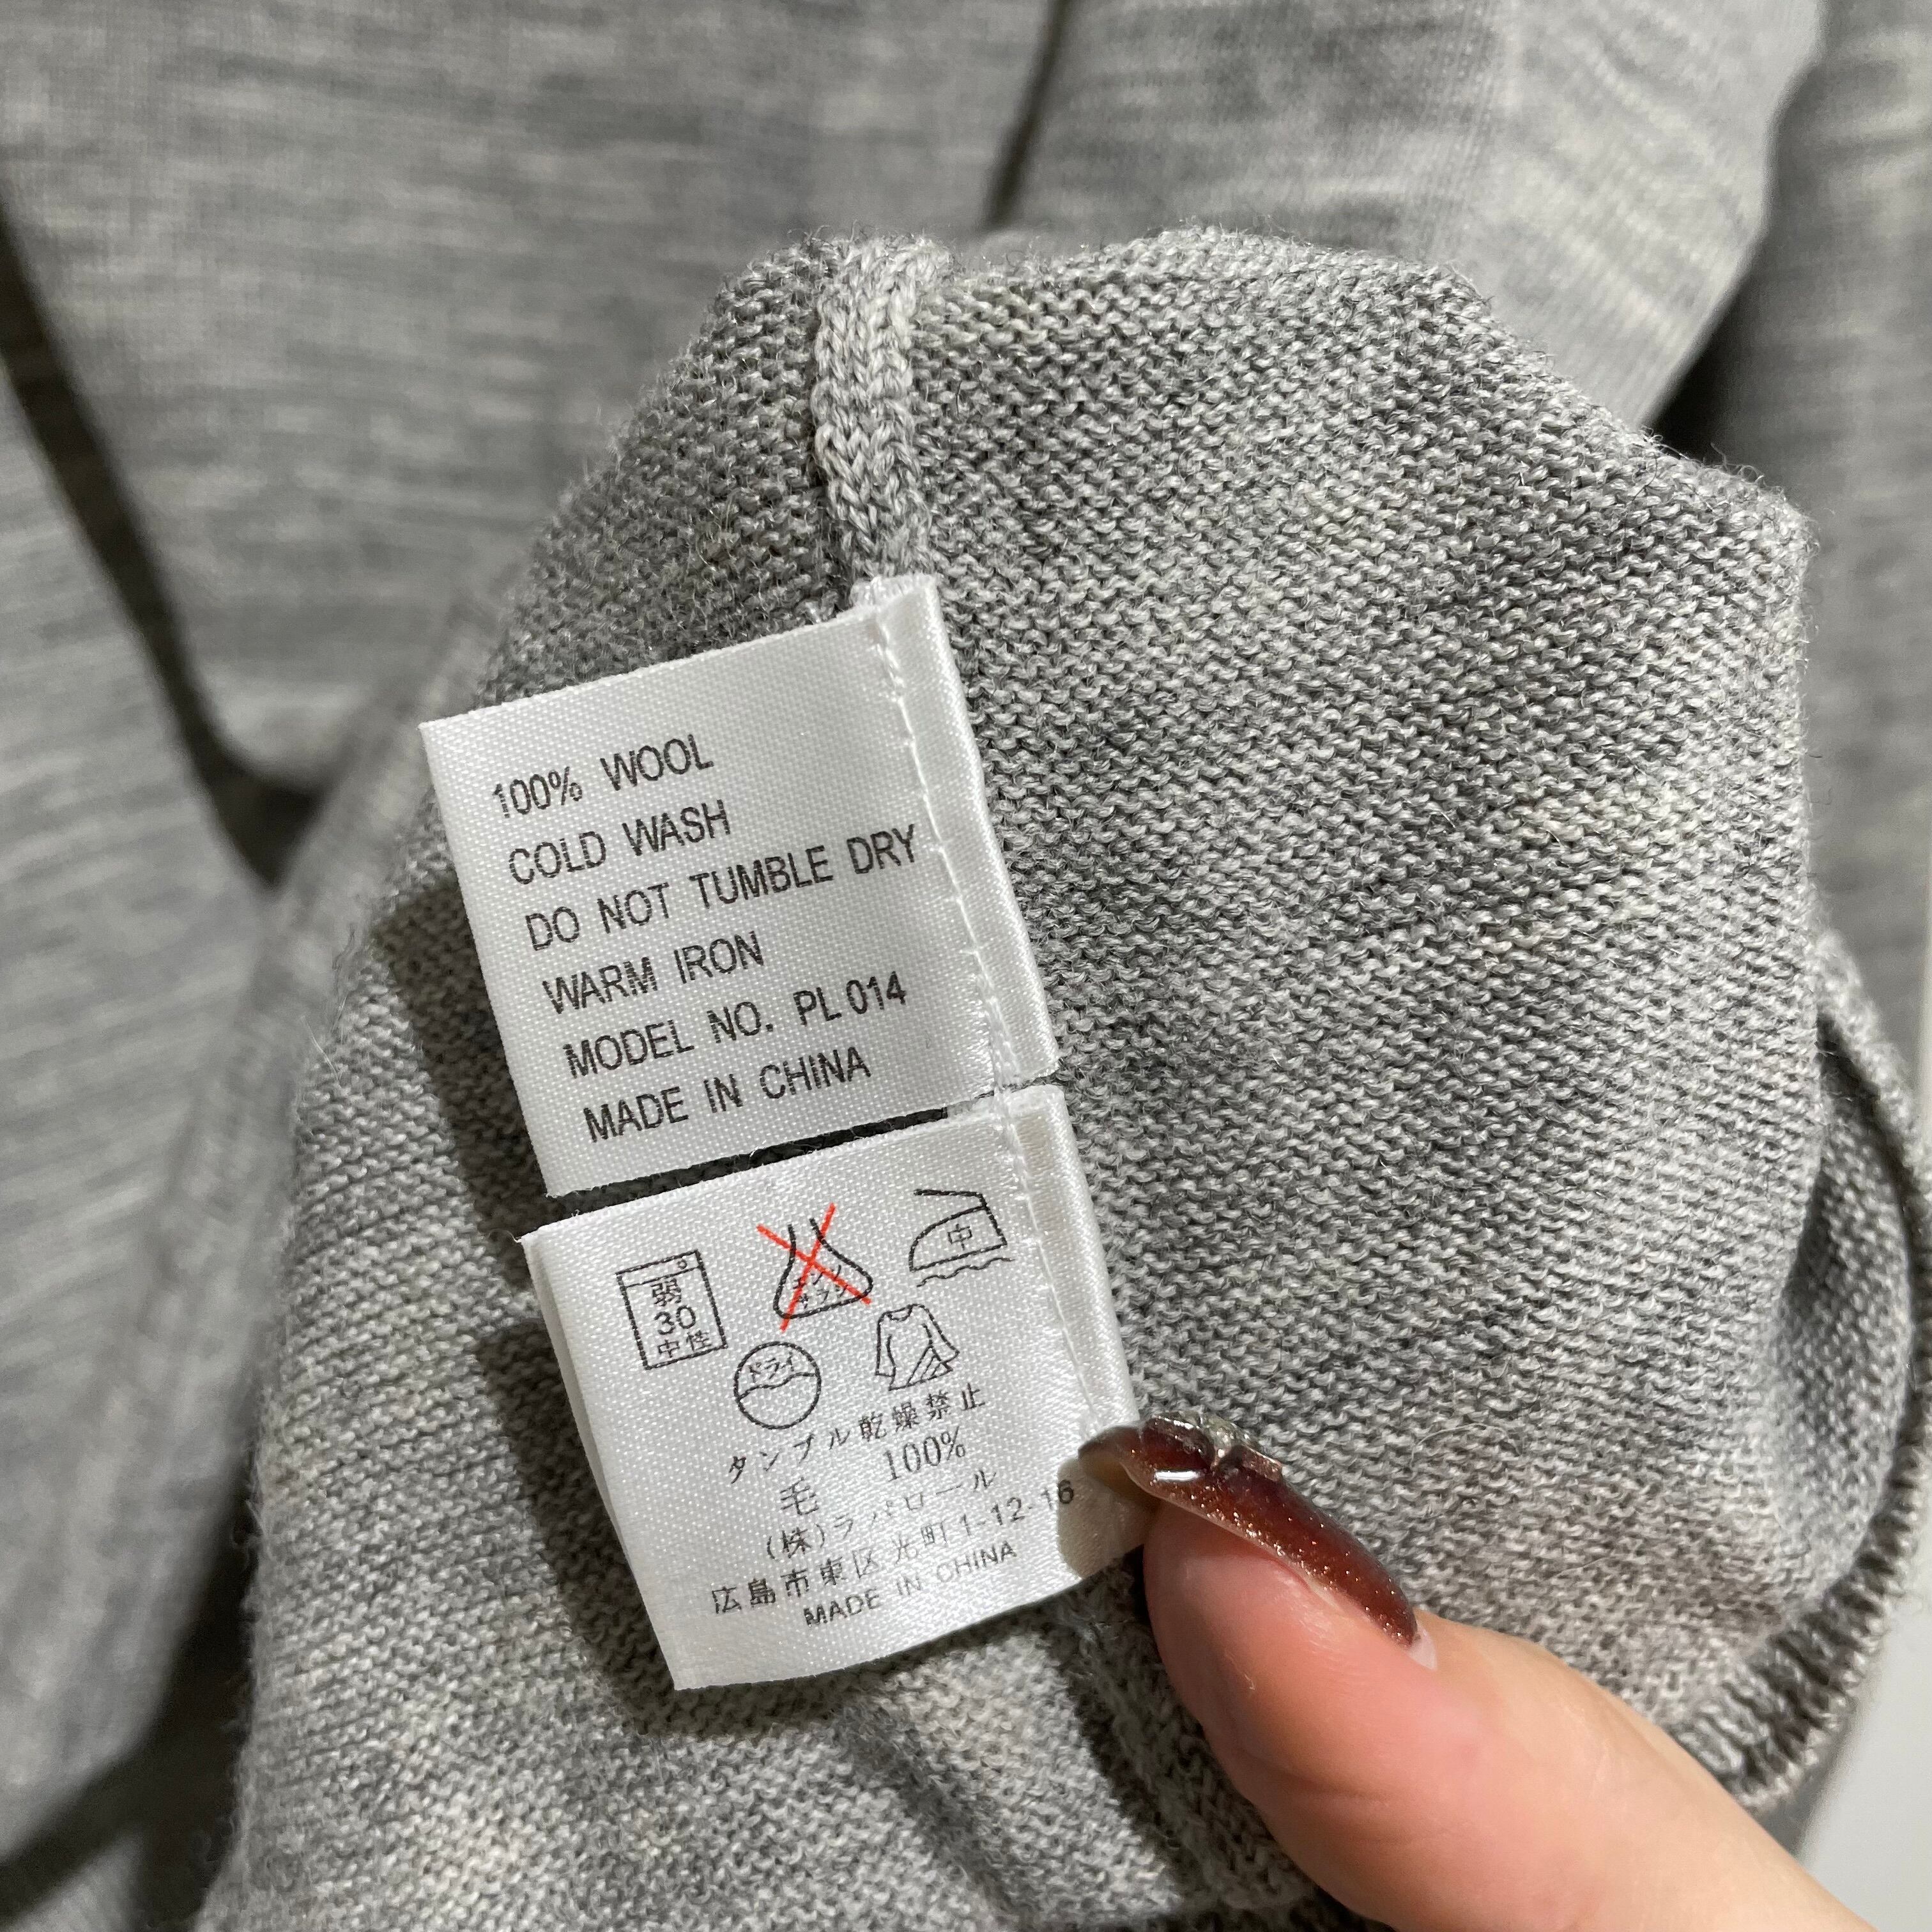 100% WOOL
COLD WASH
DO NOT TUMBLE DRY
WARM IRON
MODEL NO. PL014
MADE IN CHINA
弱
30
中性
中
ドライ
タンブル乾燥禁止
毛 100%
(株)ラパロール
広島市東区光町1-12-16
MADE IN CHINA